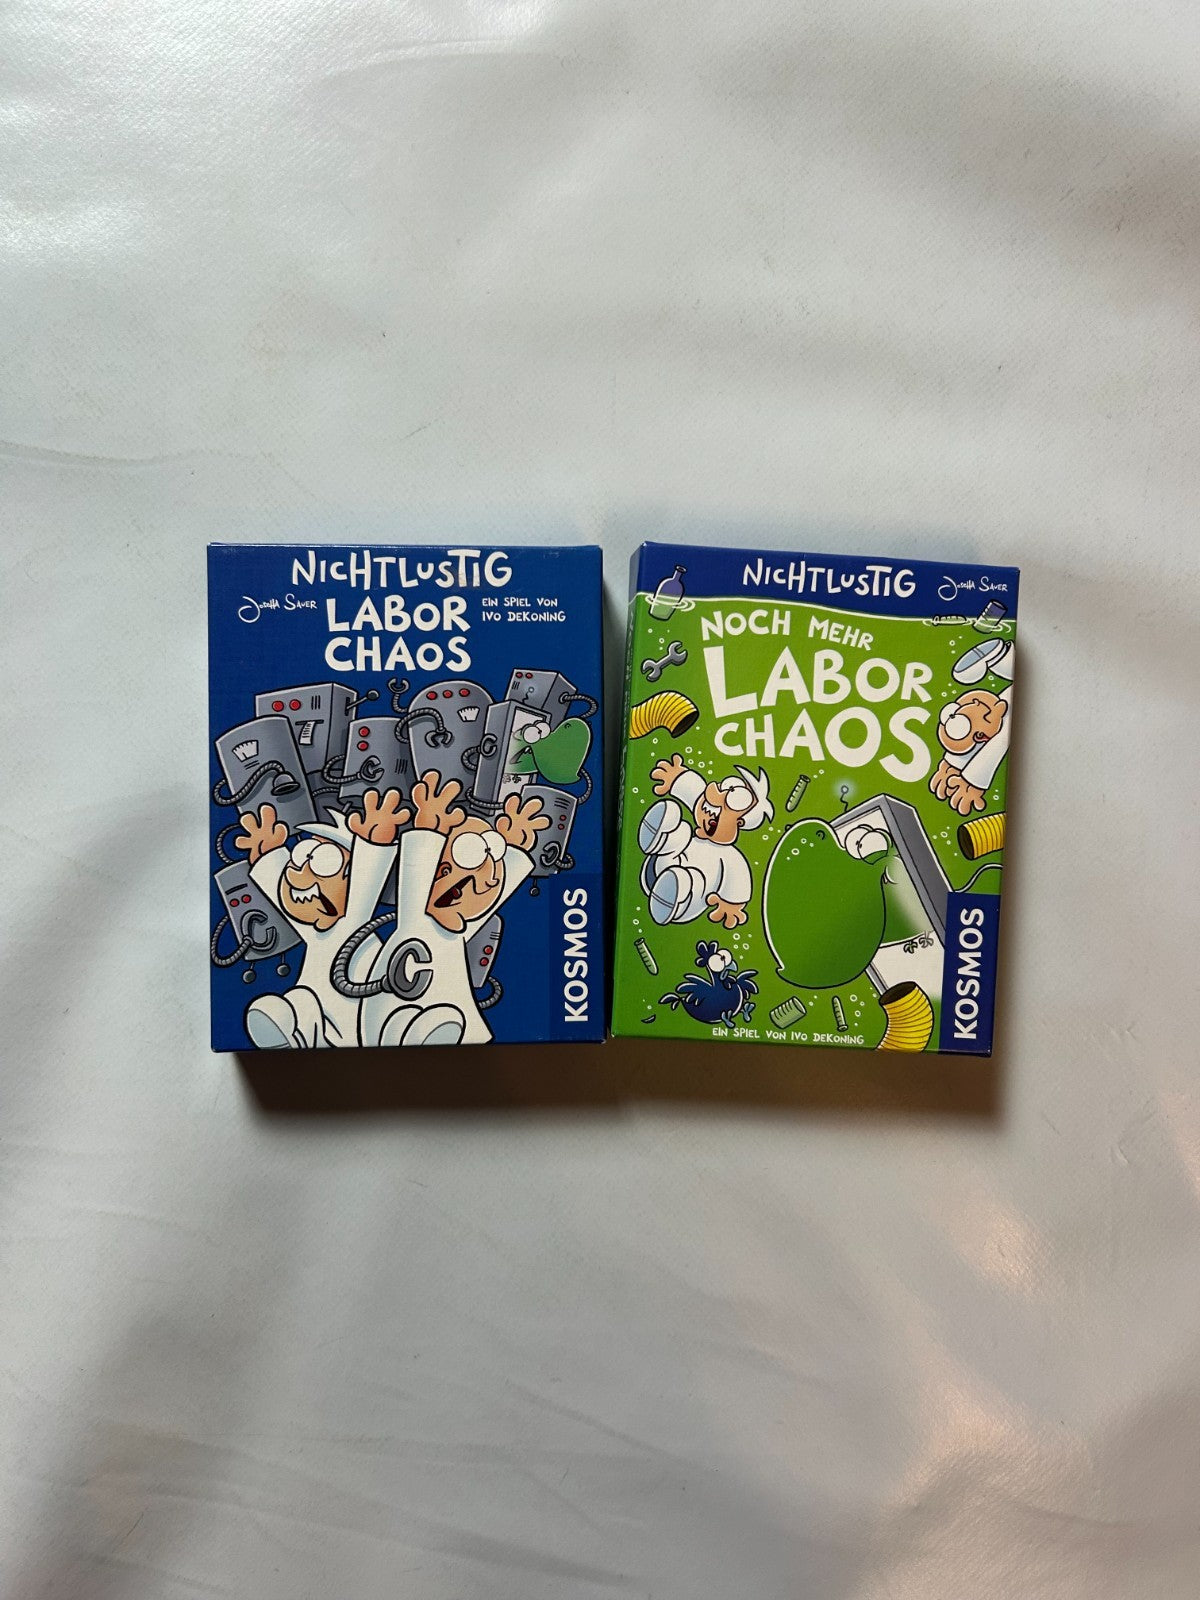 NICHTLUSTIG
Joscha Sauer
LABOR
CHAOS
EIN SPIEL VON
IVO DEKONING
KOSMOS
NICHTLUSTIG
Joscha Sauer
NOCH MEHR
LABOR
CHAOS
KOSMOS
EIN SPIEL VON IVO DEKONING